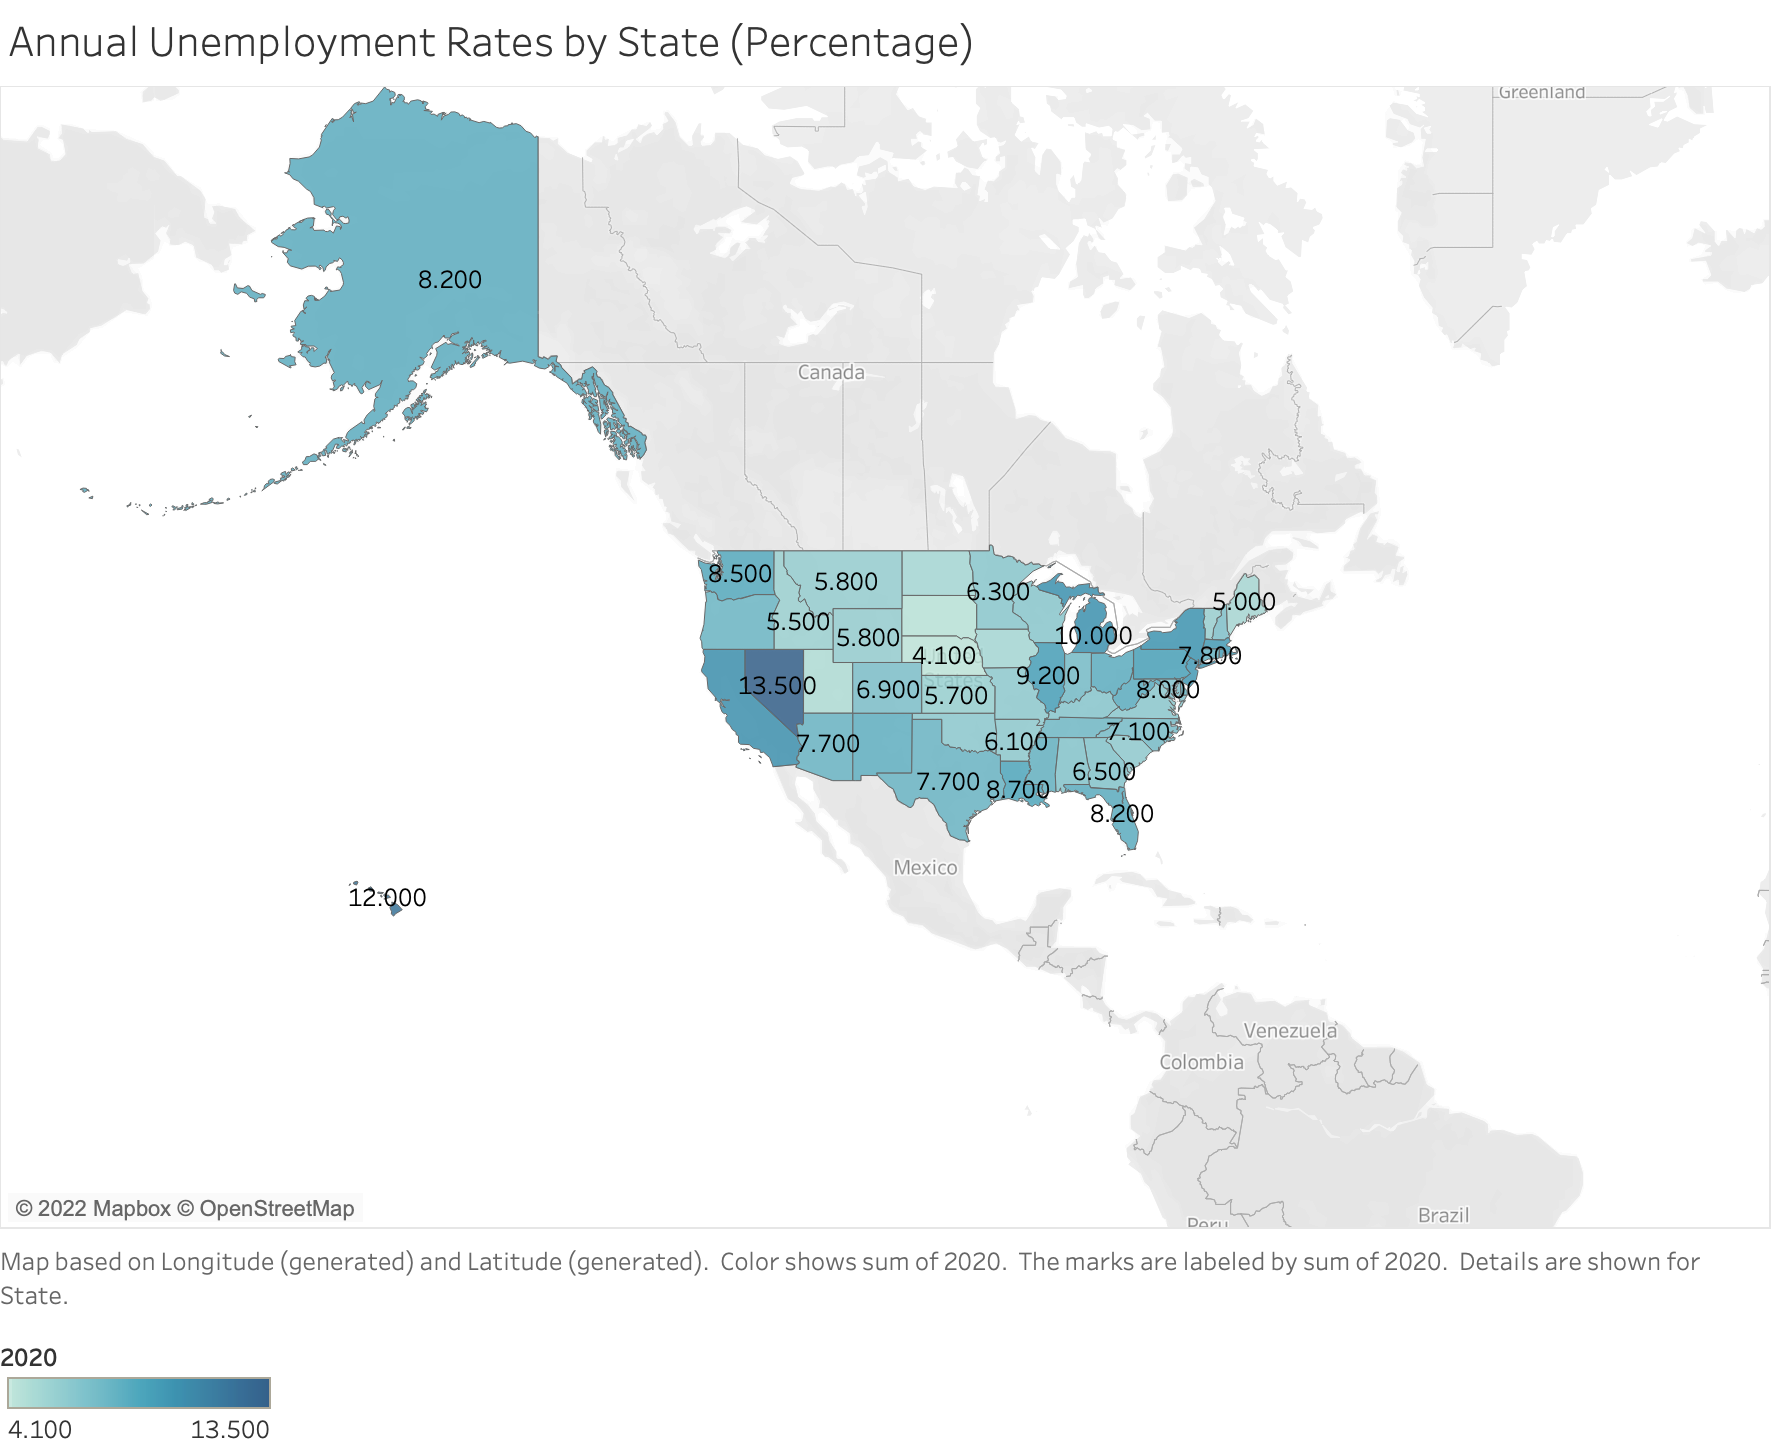 Annual Unemployment Rates by State (Percentage)
Greenland
8.200
Canada
8.500
5.800
6.300
5.000
5.500
5.800
10.000
4.100
7.800
States
13.500
6.900
5.700
9.200
8.000
7.700
6.100
7.100
7.700
8.700
6.500
8.200
Mexico
12.000
Venezuela
Colombia
Peru
Brazil
© 2022 Mapbox © OpenStreetMap
Map based on Longitude (generated) and Latitude (generated).  Color shows sum of 2020.  The marks are labeled by sum of 2020.  Details are shown for
State.
2020
4.100 13.500